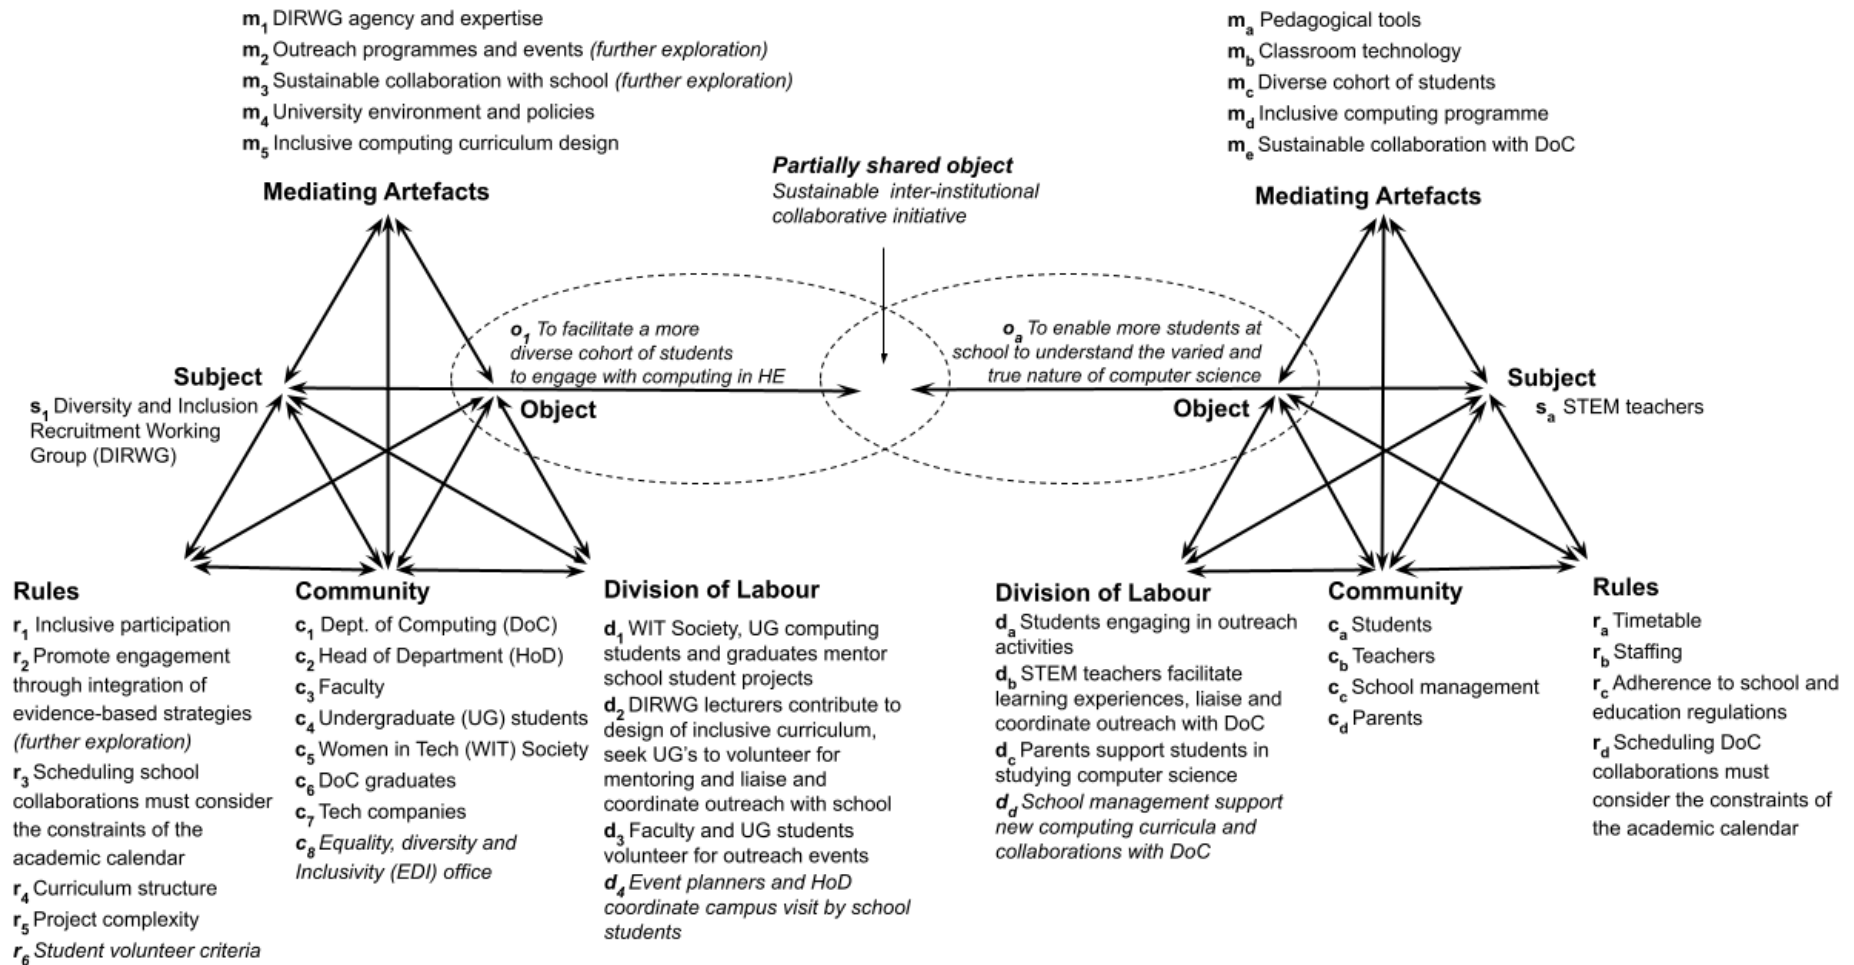 m1 DIRWG agency and expertise
m2 Outreach programmes and events (further exploration)
m3 Sustainable collaboration with school (further exploration)
m4 University environment and policies
m5 Inclusive computing curriculum design
Mediating Artefacts
ma Pedagogical tools
mb Classroom technology
mc Diverse cohort of students
md Inclusive computing programme
me Sustainable collaboration with DoC
Mediating Artefacts
Partially shared object
Sustainable inter-institutional
collaborative initiative
Subject
s1 Diversity and Inclusion
Recruitment Working
Group (DIRWG)
o1 To facilitate a more
diverse cohort of students
to engage with computing in HE
Object
oa To enable more students at
school to understand the varied and
true nature of computer science
Object
Subject
sa STEM teachers
Rules
r1 Inclusive participation
r2 Promote engagement
through integration of
evidence-based strategies
(further exploration)
r3 Scheduling school
collaborations must consider
the constraints of the
academic calendar
r4 Curriculum structure
r5 Project complexity
r6 Student volunteer criteria
Community
c1 Dept. of Computing (DoC)
c2 Head of Department (HoD)
c3 Faculty
c4 Undergraduate (UG) students
c5 Women in Tech (WIT) Society
c6 DoC graduates
c7 Tech companies
c8 Equality, diversity and
Inclusivity (EDI) office
Division of Labour
d1 WIT Society, UG computing
students and graduates mentor
school student projects
d2 DIRWG lecturers contribute to
design of inclusive curriculum,
seek UG's to volunteer for
mentoring and liaise and
coordinate outreach with school
d3 Faculty and UG students
volunteer for outreach events
d4 Event planners and HoD
coordinate campus visit by school
students
Division of Labour
da Students engaging in outreach
activities
db STEM teachers facilitate
learning experiences, liaise and
coordinate outreach with DoC
dc Parents support students in
studying computer science
dd School management support
new computing curricula and
collaborations with DoC
Community
ca Students
cb Teachers
cc School management
cd Parents
Rules
ra Timetable
rb Staffing
rc Adherence to school and
education regulations
rd Scheduling DoC
collaborations must
consider the constraints of
the academic calendar